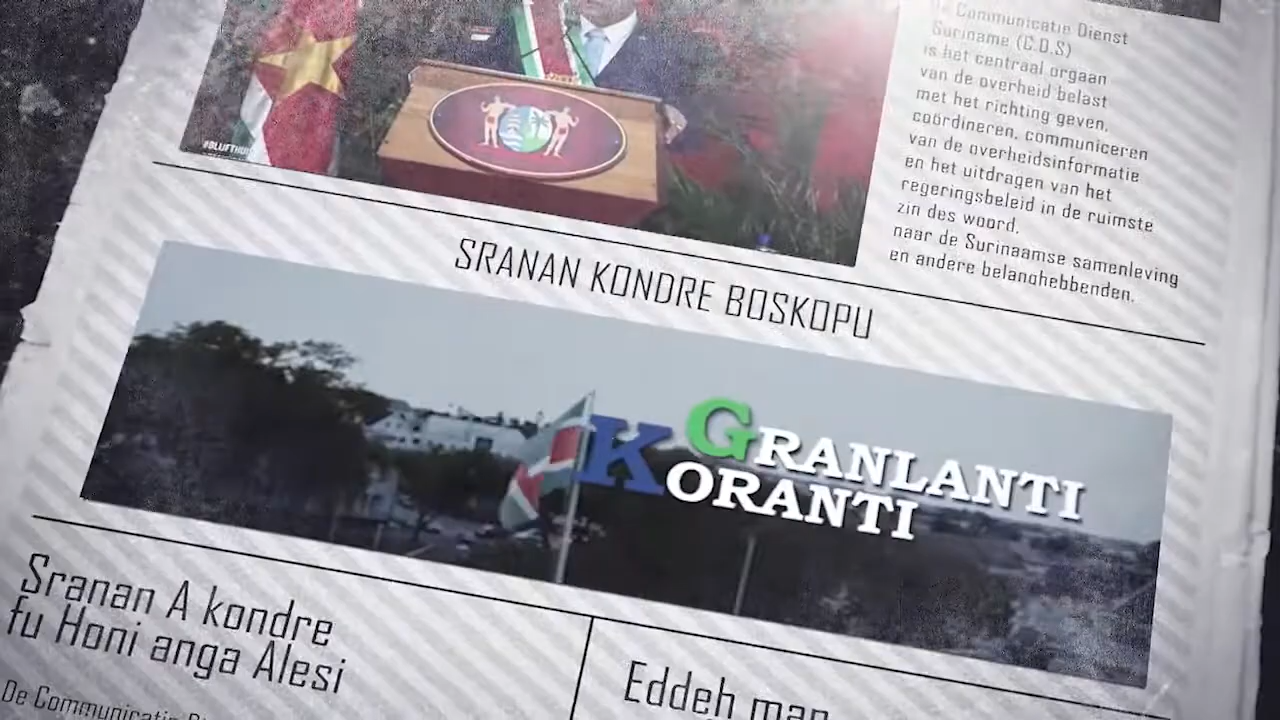 De Communicatie Dienst
Suriname (C.D.S)
is het centraal orgaan
van de overheid belast
met het richting geven,
coördineren, communiceren
van de overheidsinformatie
en het uitdragen van het
regeringsbeleid in de ruimste
zin des woord.
naar de Surinaamse samenleving
en andere belanghebbenden.
SRANAN KONDRE BOSKOPU
K GRANLANTI
KORANTI
Sranan A kondre
fu Honi anga Alesi
De Communicatie
Eddeh man